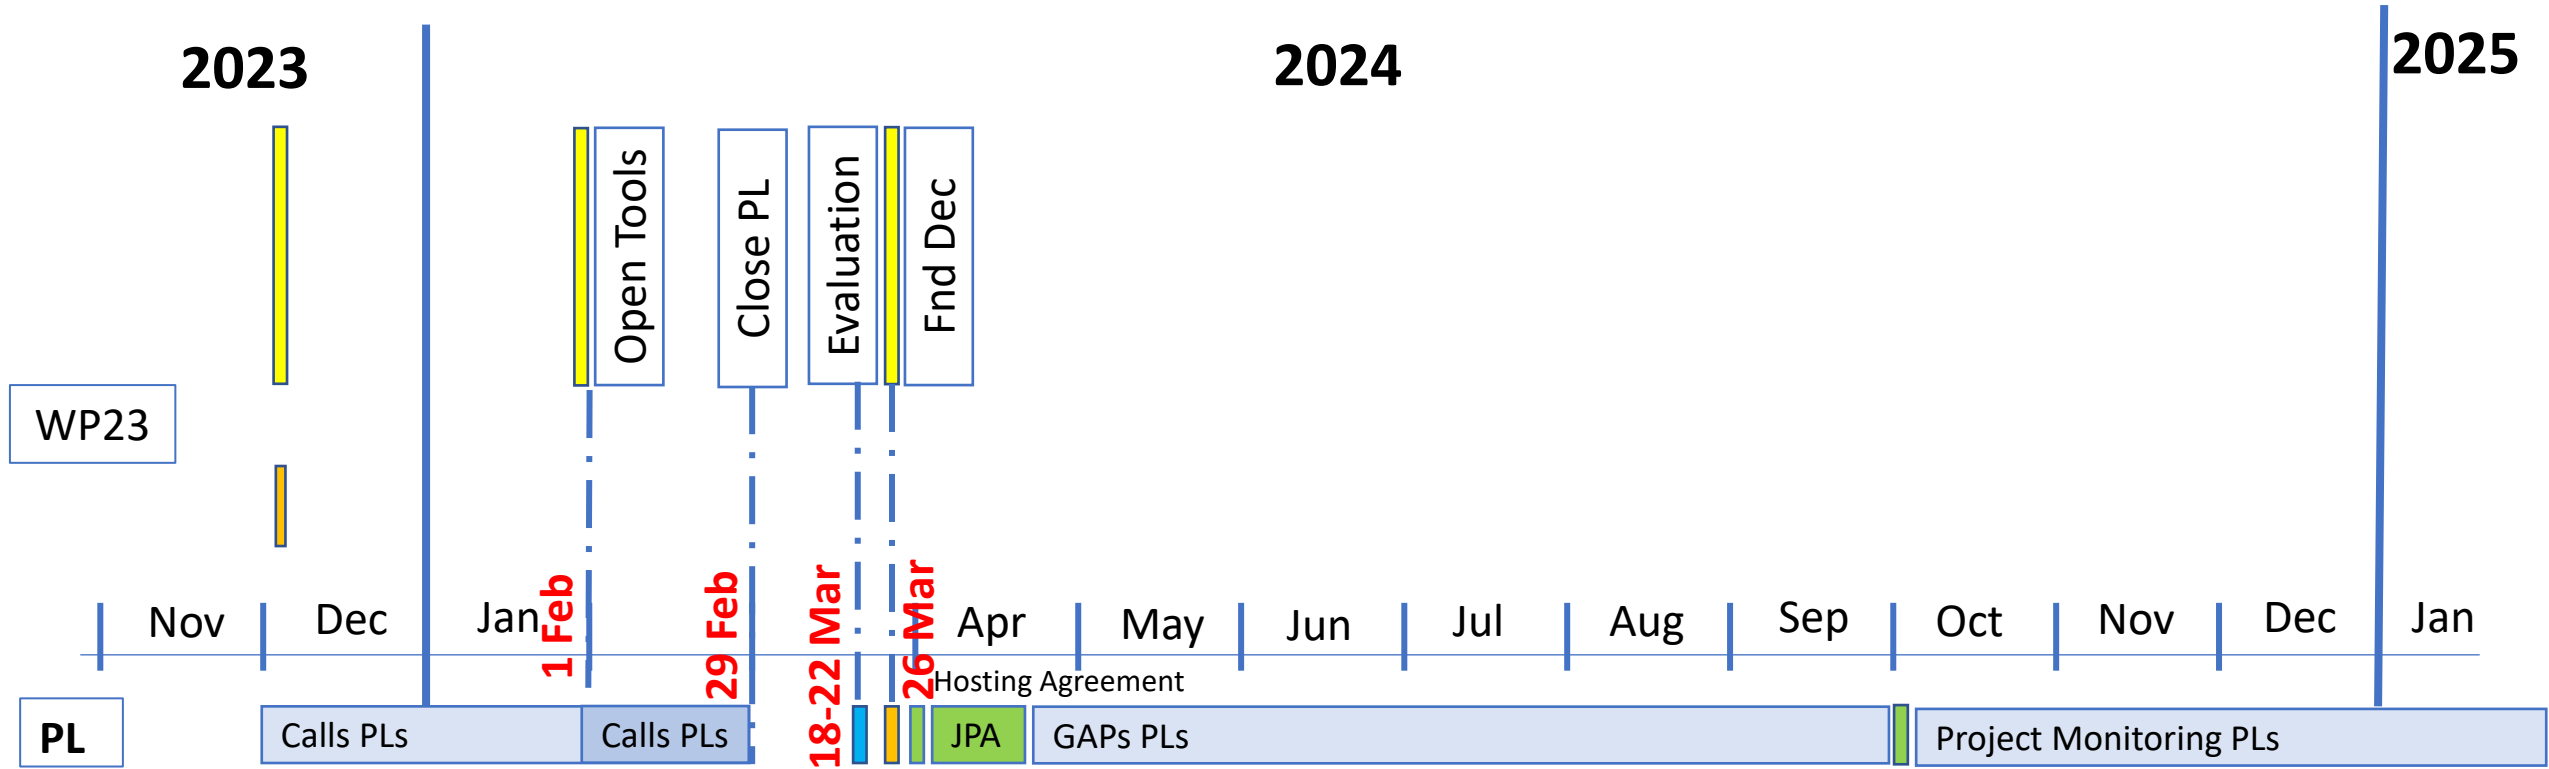 2023
2024
2025
Open Tools
Close PL
Evaluation
Fnd Dec
WP23
1 Feb
29 Feb
18-22 Mar
26 Mar
Nov
Dec
Jan
Apr
May
Jun
Jul
Aug
Sep
Oct
Nov
Dec
Jan
Hosting Agreement
PL
Calls PLs
Calls PLs
JPA
GAPs PLs
Project Monitoring PLs